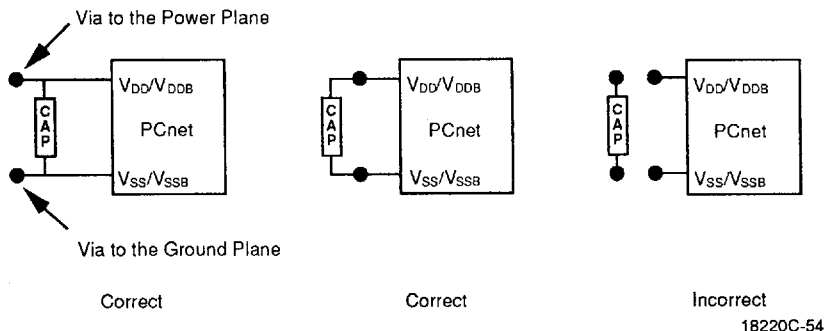 Via to the Power Plane
VDD/VDDB
CAP
PCnet
VSS/VSSB
Via to the Ground Plane
Correct
VDD/VDDB
CAP
PCnet
VSS/VSSB
Correct
VDD/VDDB
CAP
PCnet
VSS/VSSB
Incorrect
18220C-54